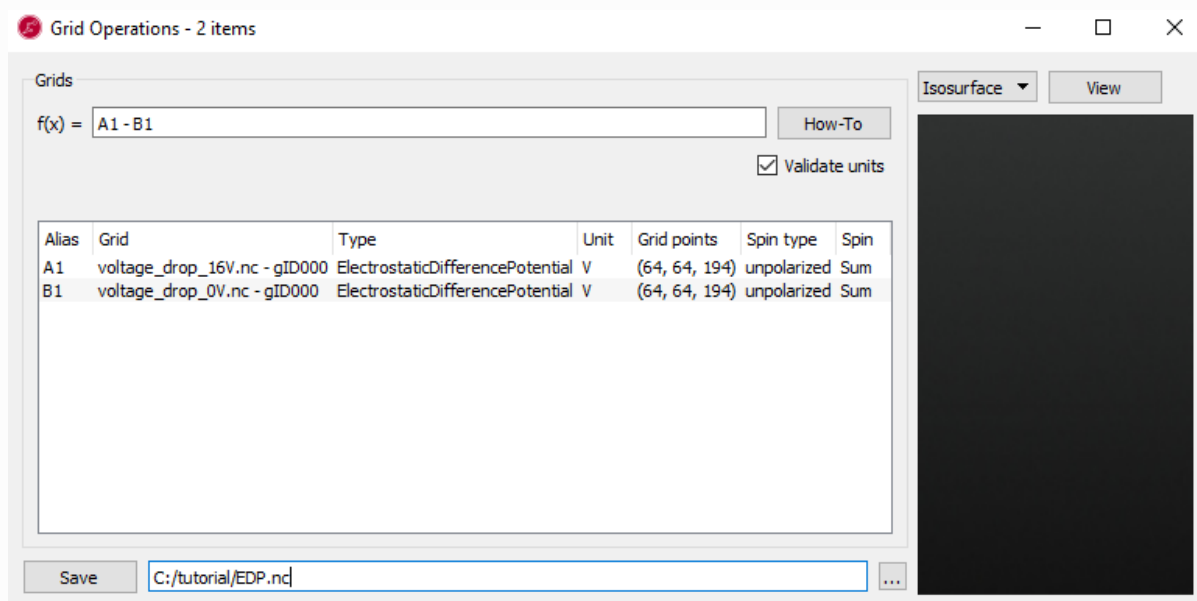 Grid Operations - 2 items
Grids
Isosurface View
f(x) = A1 - B1 How-To
Validate units
Alias Grid Type Unit Grid points Spin type Spin
A1 voltage_drop_16V.nc - gID000 ElectrostaticDifferencePotential V (64, 64, 194) unpolarized Sum
B1 voltage_drop_0V.nc - gID000 ElectrostaticDifferencePotential V (64, 64, 194) unpolarized Sum
Save C:/tutorial/EDP.nc ...